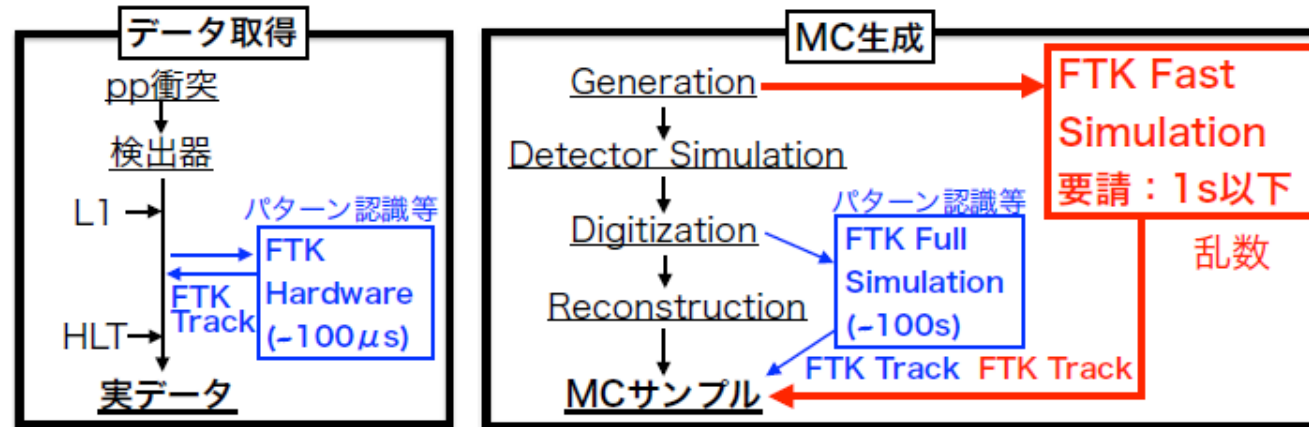 データ取得
pp衝突
検出器
L1
パターン認識等
FTK
Hardware
(~100μs)
FTK
Track
HLT
実データ
MC生成
Generation
Detector Simulation
Digitization
Reconstruction
MCサンプル
パターン認識等
FTK Full
Simulation
(~100s)
FTK Track
FTK Track
FTK Fast
Simulation
要請：1s以下
乱数